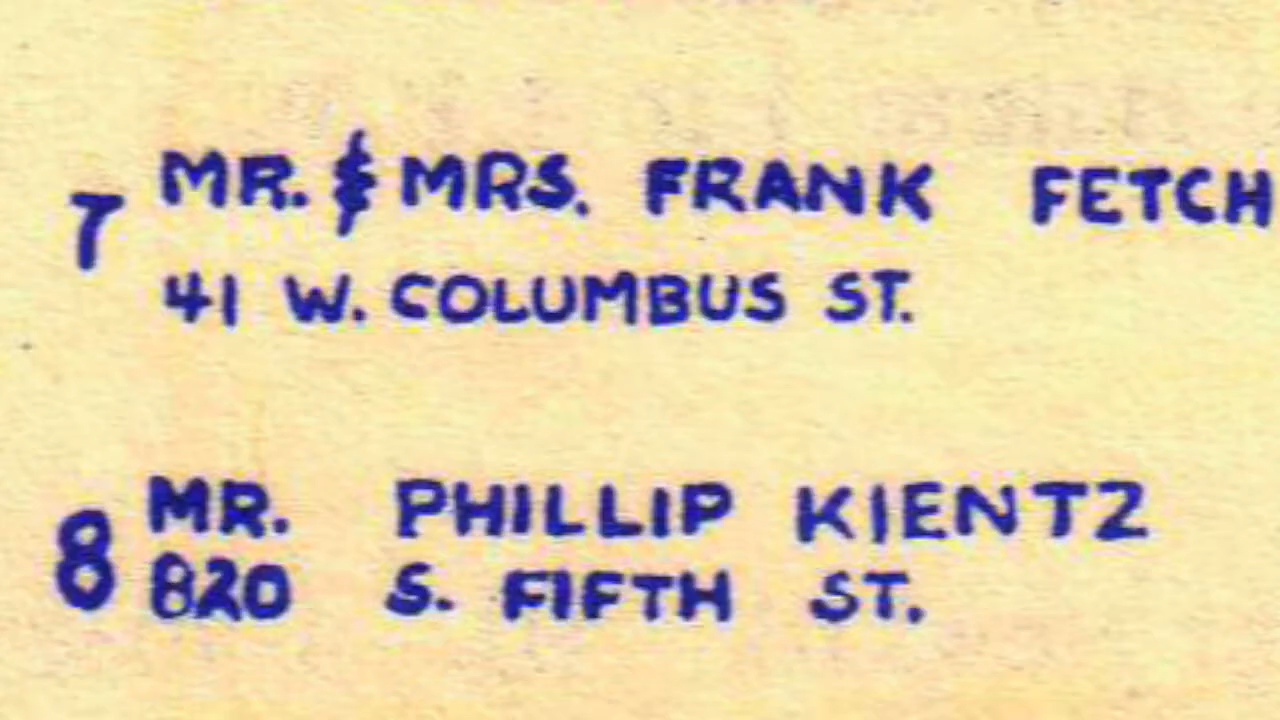 7 MR. & MRS. FRANK FETCH
41 W. COLUMBUS ST.
8 MR. PHILLIP KIENTZ
820 S. FIFTH ST.